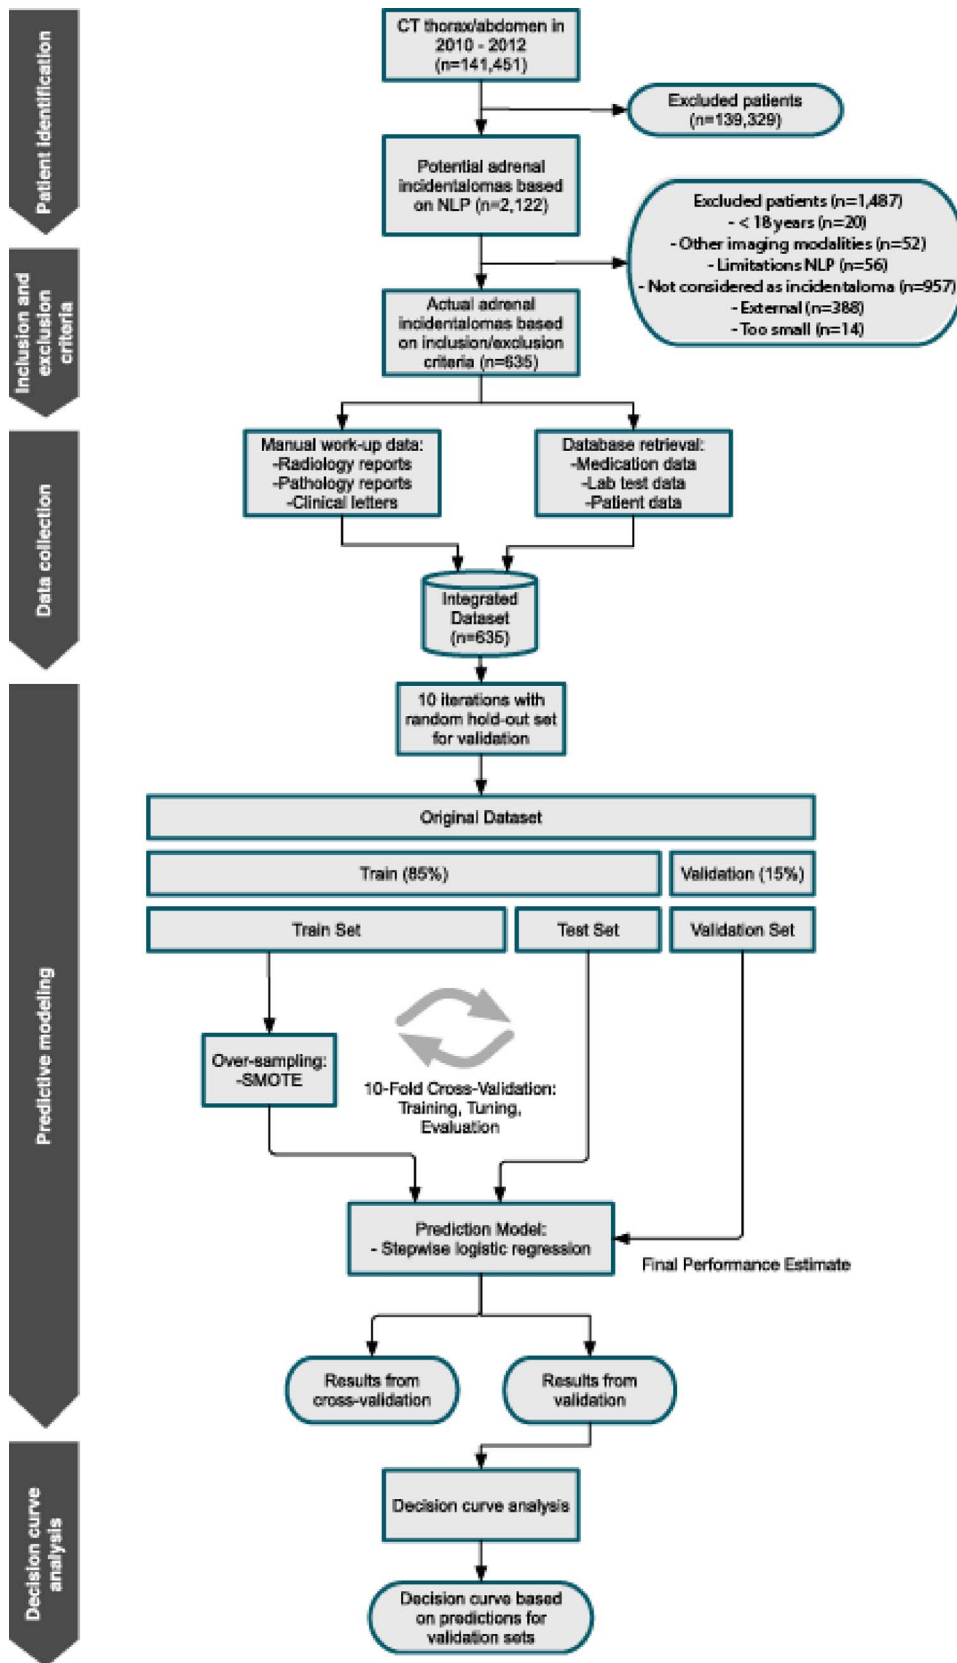 Patient identification
CT thorax/abdomen in
2010 - 2012
(n=141,451)
Excluded patients
(n=139,329)
Potential adrenal
incidentalomas based
on NLP (n=2,122)
Inclusion and
exclusion
criteria
Excluded patients (n=1,487)
- < 18 years (n=20)
- Other imaging modalities (n=52)
- Limitations NLP (n=56)
- Not considered as incidentaloma (n=957)
- External (n=388)
- Too small (n=14)
Actual adrenal
incidentalomas based
on inclusion/exclusion
criteria (n=635)
Data collection
Manual work-up data:
-Radiology reports
-Pathology reports
-Clinical letters
Database retrieval:
-Medication data
-Lab test data
-Patient data
Integrated
Dataset
(n=635)
Predictive modeling
10 iterations with
random hold-out set
for validation
Original Dataset
Train (85%)
Validation (15%)
Train Set
Test Set
Validation Set
Over-sampling:
-SMOTE
10-Fold Cross-Validation:
Training, Tuning,
Evaluation
Prediction Model:
- Stepwise logistic regression
Final Performance Estimate
Results from
cross-validation
Results from
validation
Decision curve
analysis
Decision curve analysis
Decision curve based
on predictions for
validation sets